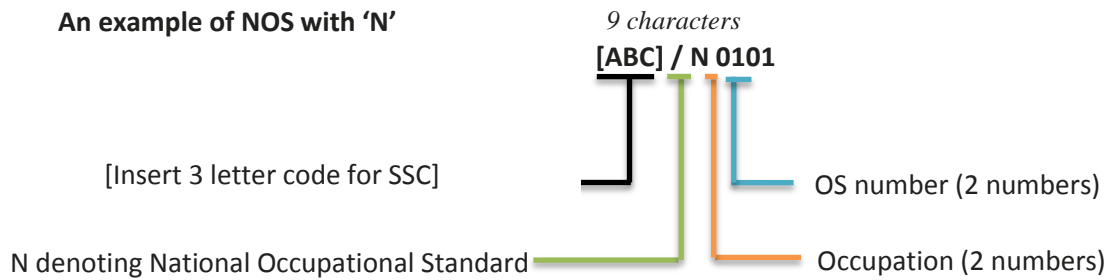 An example of NOS with ‘N’
9 characters
[ABC] / N 0101
[Insert 3 letter code for SSC]
OS number (2 numbers)
N denoting National Occupational Standard
Occupation (2 numbers)